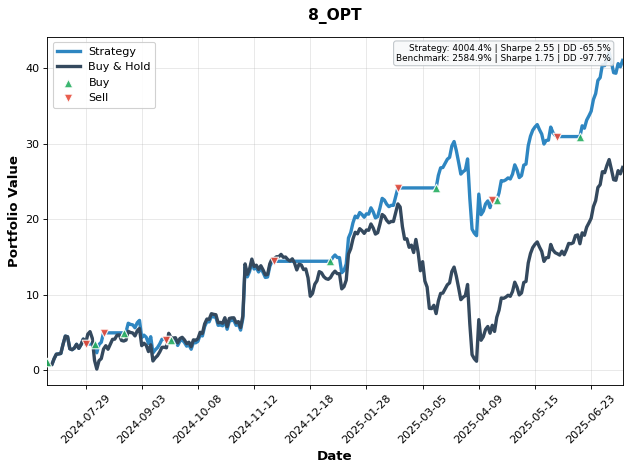 8_OPT
Strategy
Buy & Hold
Buy
Sell
Strategy: 4004.4% | Sharpe 2.55 | DD -65.5%
Benchmark: 2584.9% | Sharpe 1.75 | DD -97.7%
Portfolio Value
40
30
20
10
0
2024-07-29
2024-09-03
2024-10-08
2024-11-12
2024-12-18
2025-01-28
2025-03-05
2025-04-09
2025-05-15
2025-06-23
Date